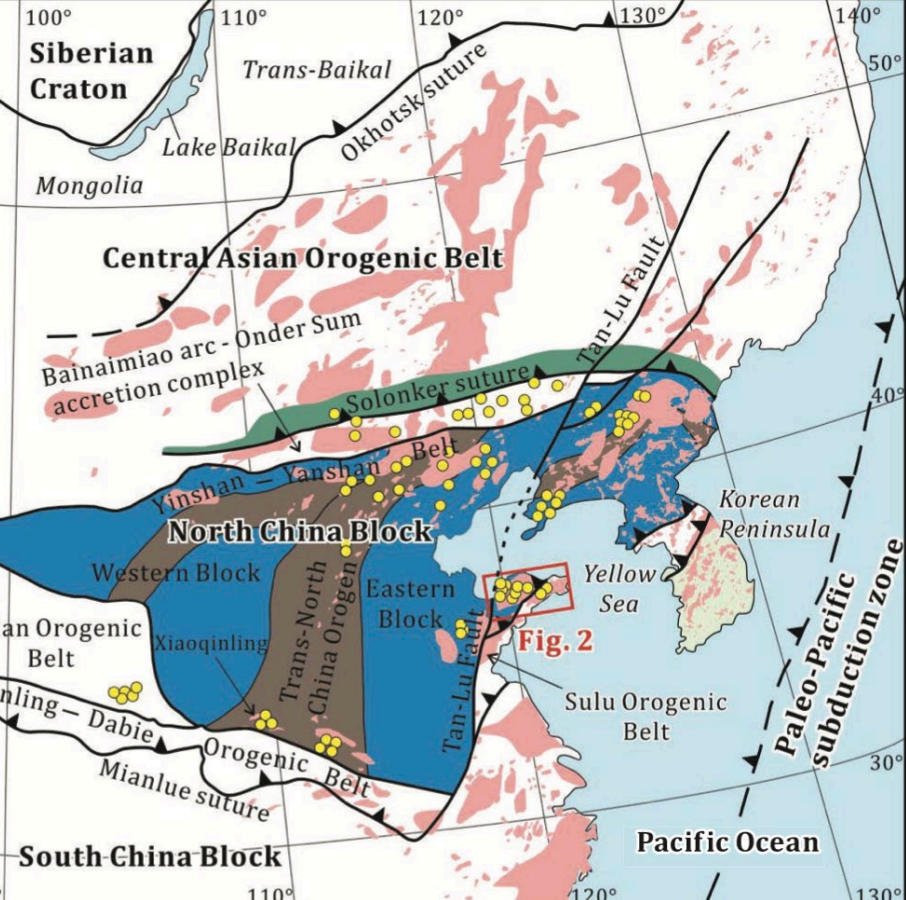 100°
110°
120°
130°
140°
50°
Siberian
Craton
Trans-Baikal
Okhotsk suture
Lake Baikal
Mongolia
Central Asian Orogenic Belt
Tan-Lu Fault
Bainaimiao arc - Onder Sum
accretion complex
Solonker suture
40°
Yinshan – Yanshan Belt
Korean
Peninsula
North China Block
Western Block
Eastern
Block
Yellow
Sea
Trans-North
China Orogen
Fig. 2
an Orogenic
Belt
Xiaoqinling
Tan-Lu Fault
Paleo-Pacific
subduction zone
Sulu Orogenic
Belt
nling – Dabie Orogenic Belt
Mianlue suture
30°
South China Block
Pacific Ocean
110°
120°
130°